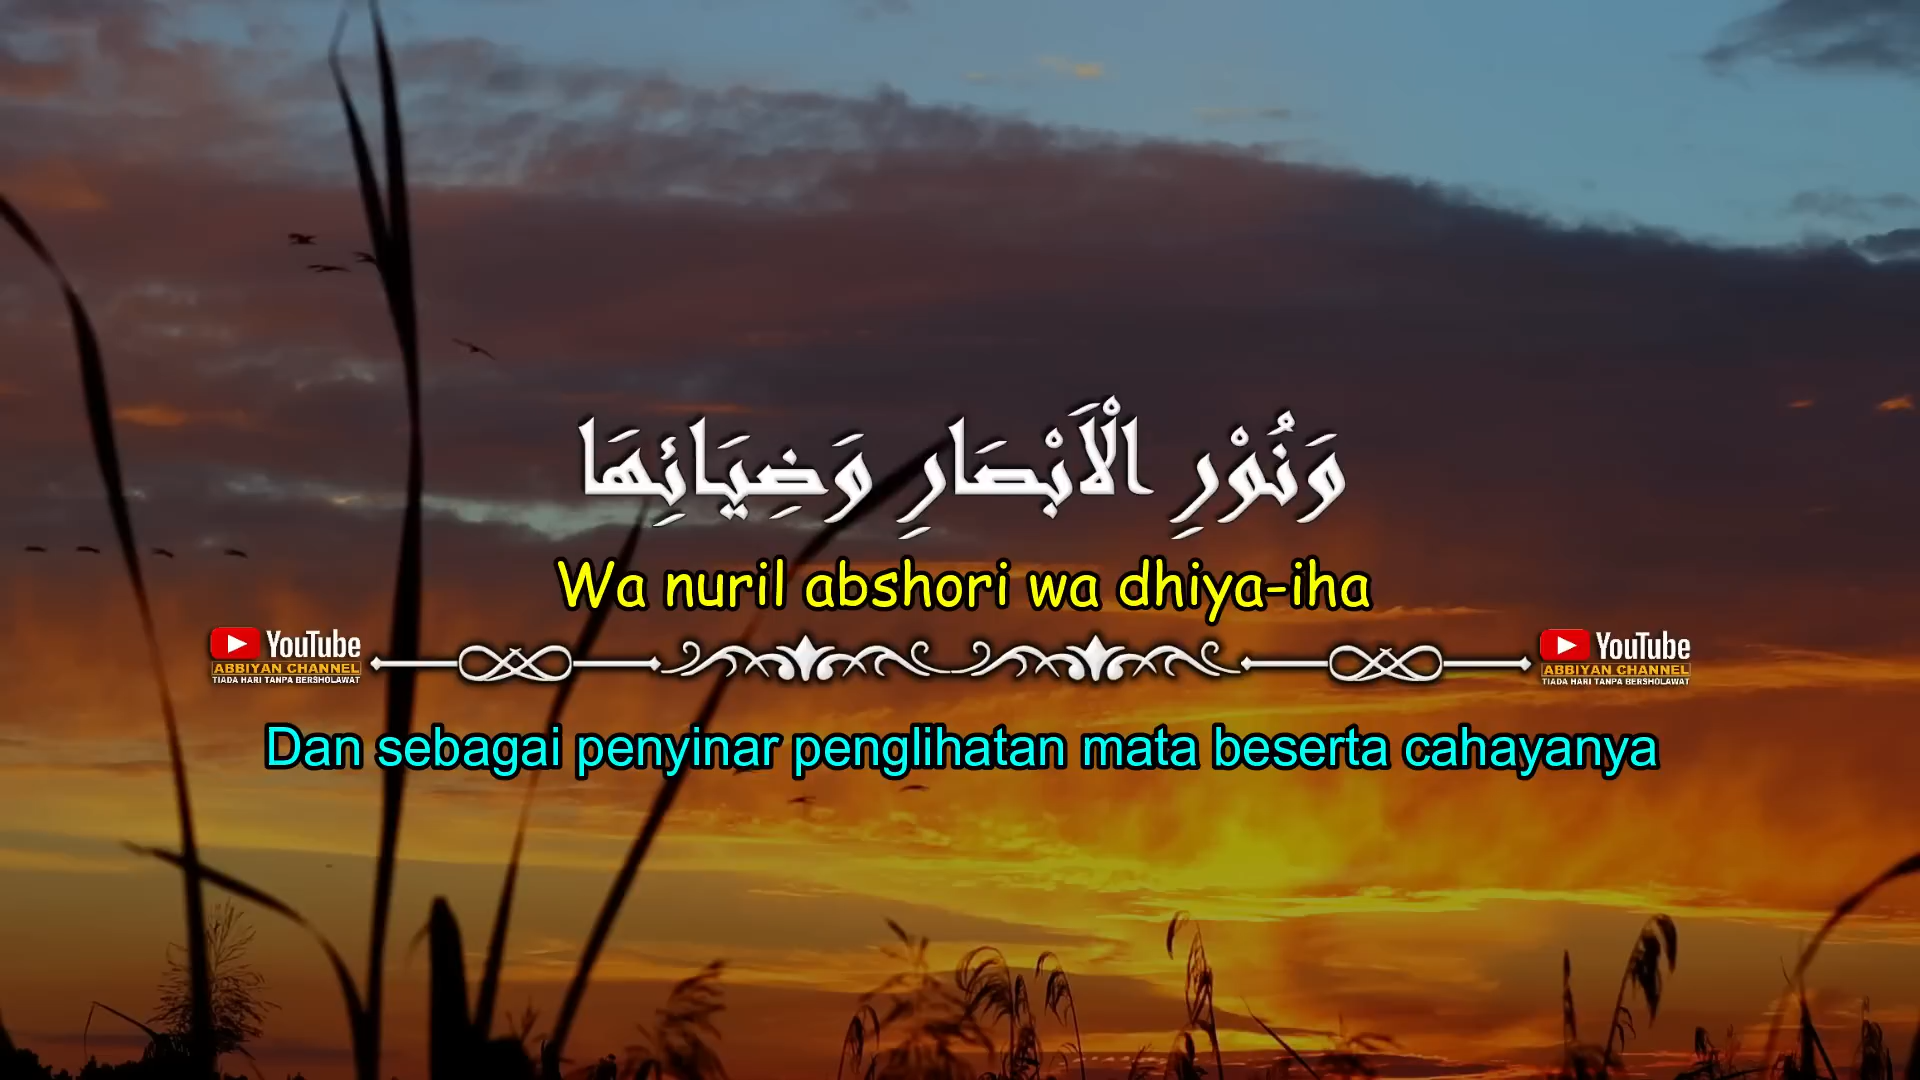 وَنُوْرِ الْاَبْصَارِ وَضِيَائِهَا
Wa nuril abshori wa dhiya-iha
YouTube
ABBIYAN CHANNEL
TIADA HARI TANPA BERSHOLAWAT
YouTube
ABBIYAN CHANNEL
TIADA HARI TANPA BERSHOLAWAT
Dan sebagai penyinar penglihatan mata beserta cahayanya